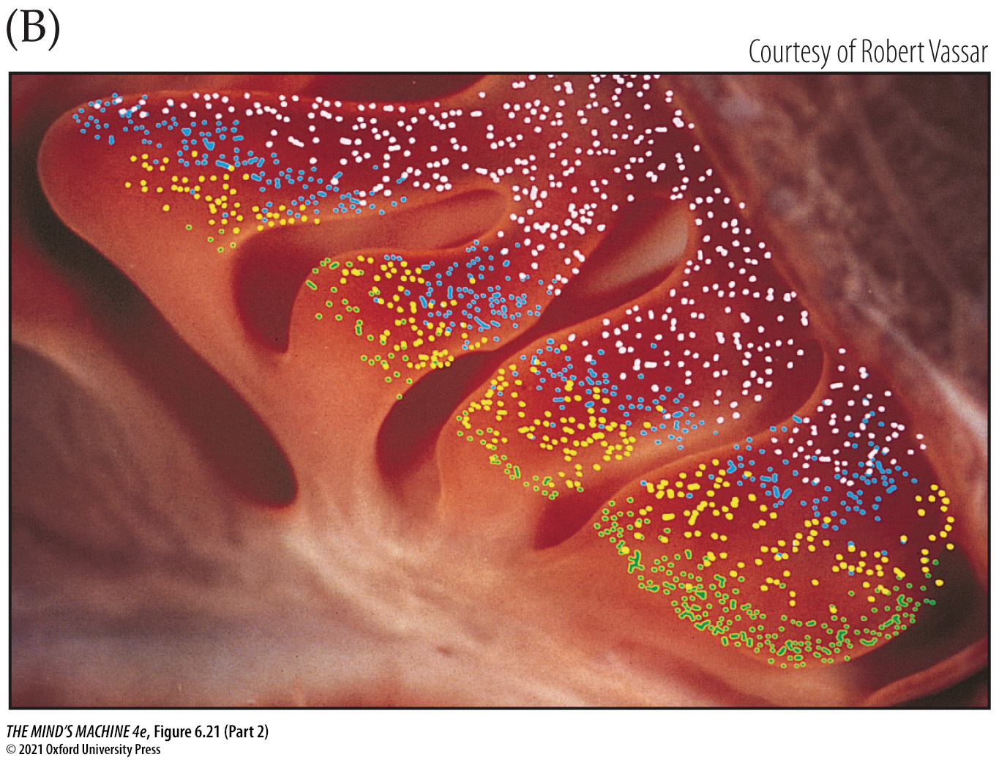 (B)
Courtesy of Robert Vassar
THE MIND'S MACHINE 4e, Figure 6.21 (Part 2)
© 2021 Oxford University Press